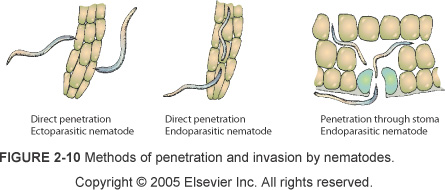 Direct penetration
Ectoparasitic nematode
Direct penetration
Endoparasitic nematode
Penetration through stoma
Endoparasitic nematode
FIGURE 2-10 Methods of penetration and invasion by nematodes.
Copyright © 2005 Elsevier Inc. All rights reserved.